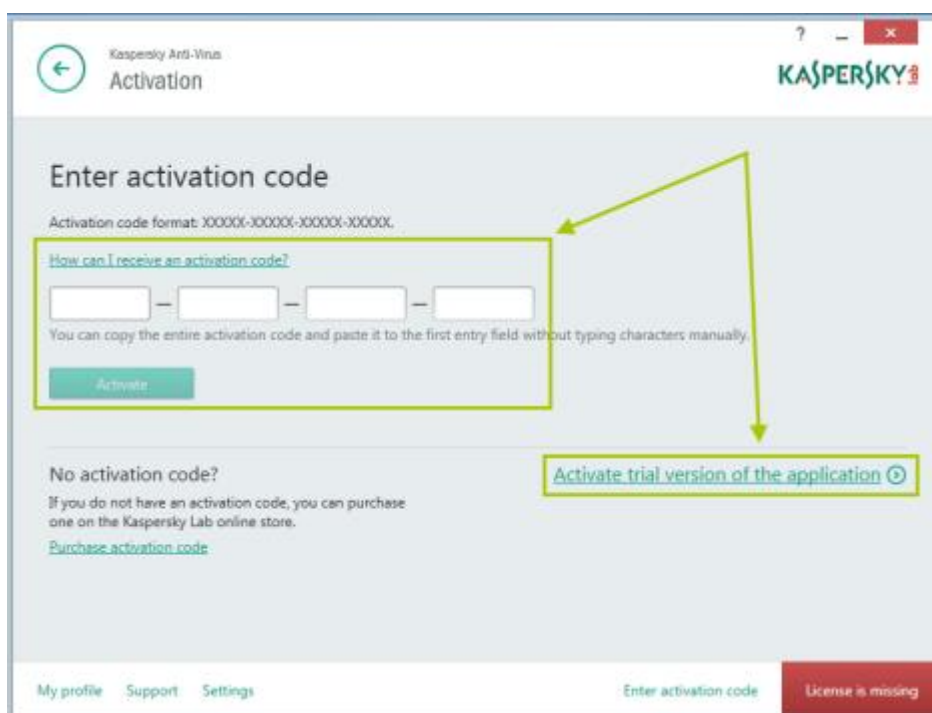 Kaspersky Anti-Virus
Activation
? _ ×
KASPERSKY lab
Enter activation code
Activation code format: XXXXX-XXXXX-XXXXX-XXXXX.
How can I receive an activation code?
You can copy the entire activation code and paste it to the first entry field without typing characters manually.
Activate
No activation code?
If you do not have an activation code, you can purchase
one on the Kaspersky Lab online store.
Purchase activation code
Activate trial version of the application
My profile Support Settings Enter activation code License is missing